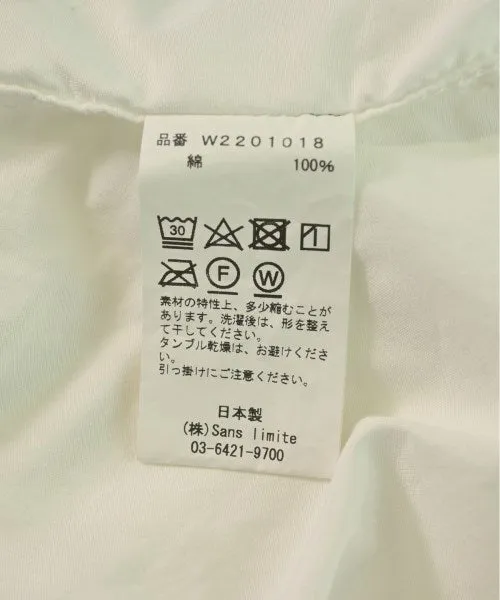 品番 W2201018
綿 100%
30
F W
素材の特性上、多少縮むことが
あります。洗濯後は、形を整え
て干してください。
タンブル乾燥は、お避けくださ
い。
引っ掛けにご注意ください。
日本製
(株)Sans limite
03-6421-9700